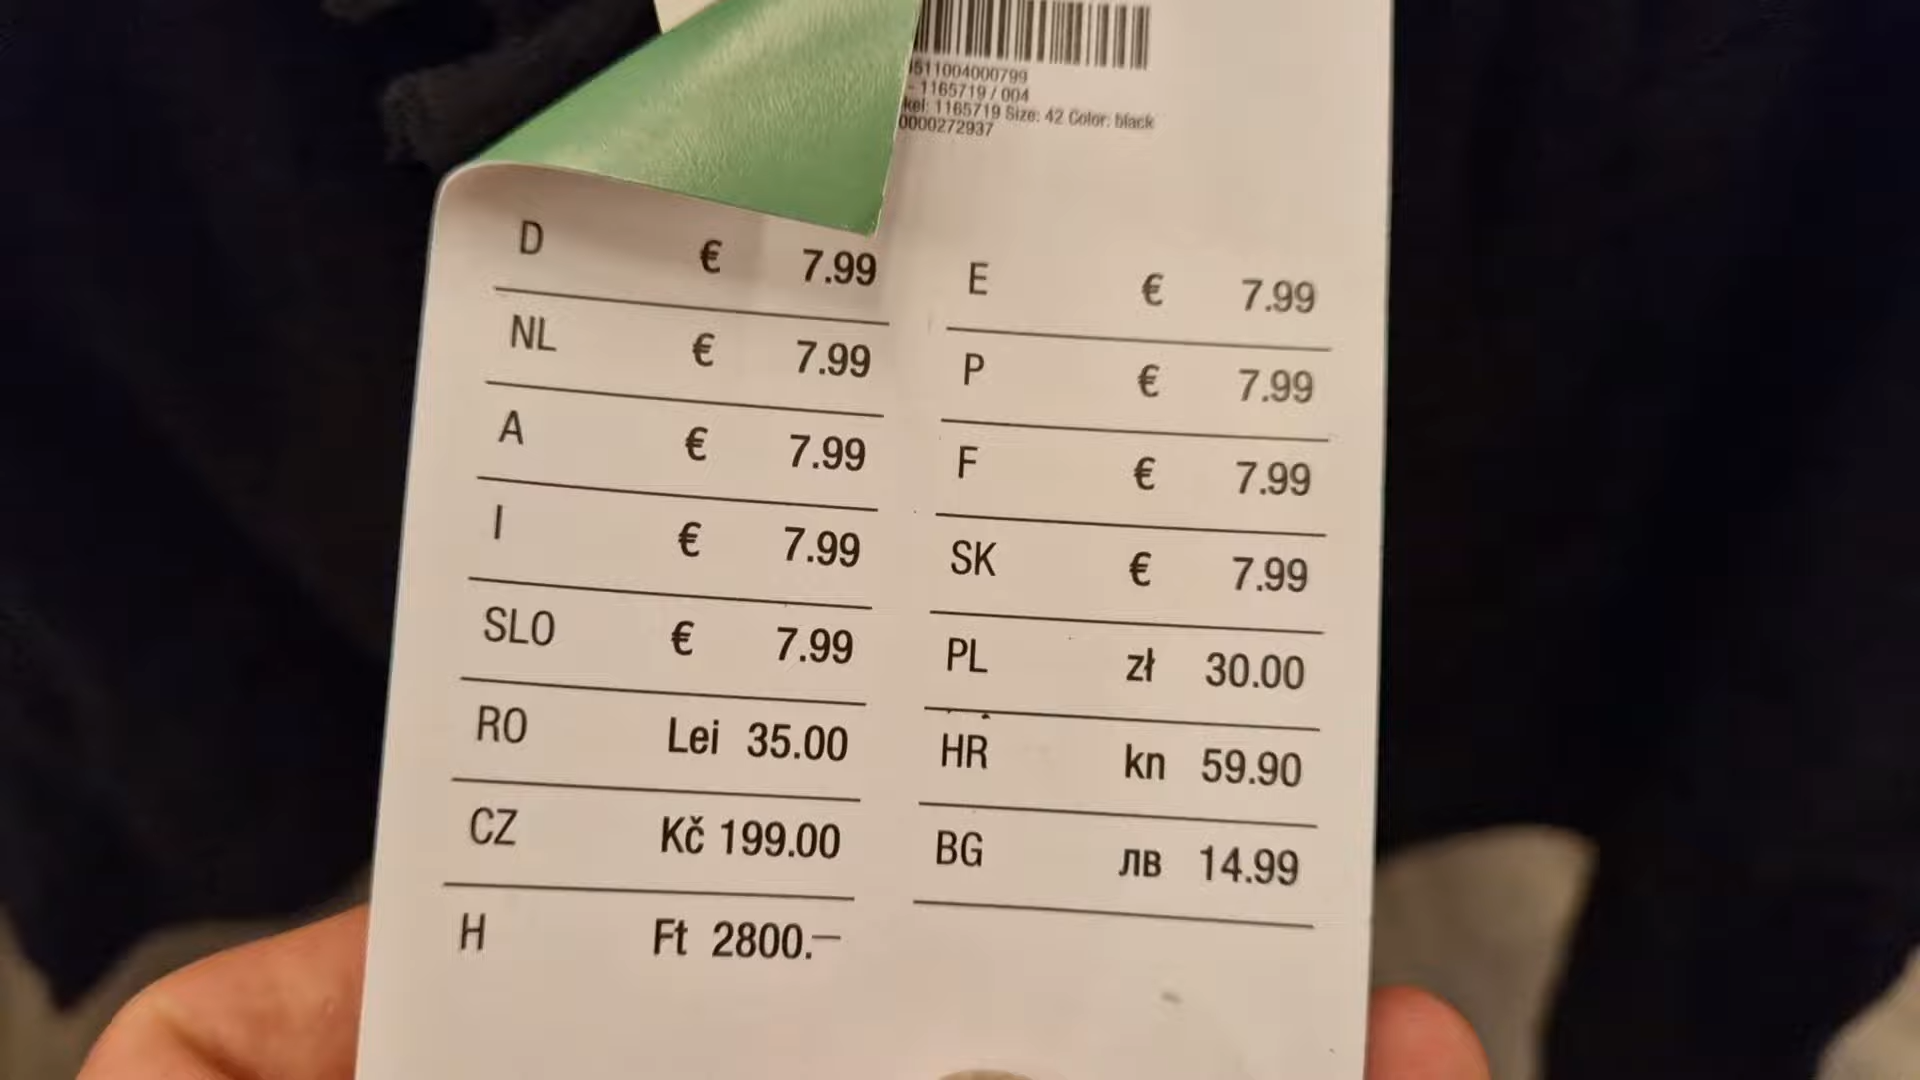 511004000799
- 1165719 / 004
kel: 1165719 Size: 42 Color: black
0000272937
D € 7.99
NL € 7.99
A € 7.99
I € 7.99
SLO € 7.99
RO Lei 35.00
CZ Kč 199.00
H Ft 2800.–
E € 7.99
P € 7.99
F € 7.99
SK € 7.99
PL zł 30.00
HR kn 59.90
BG лв 14.99